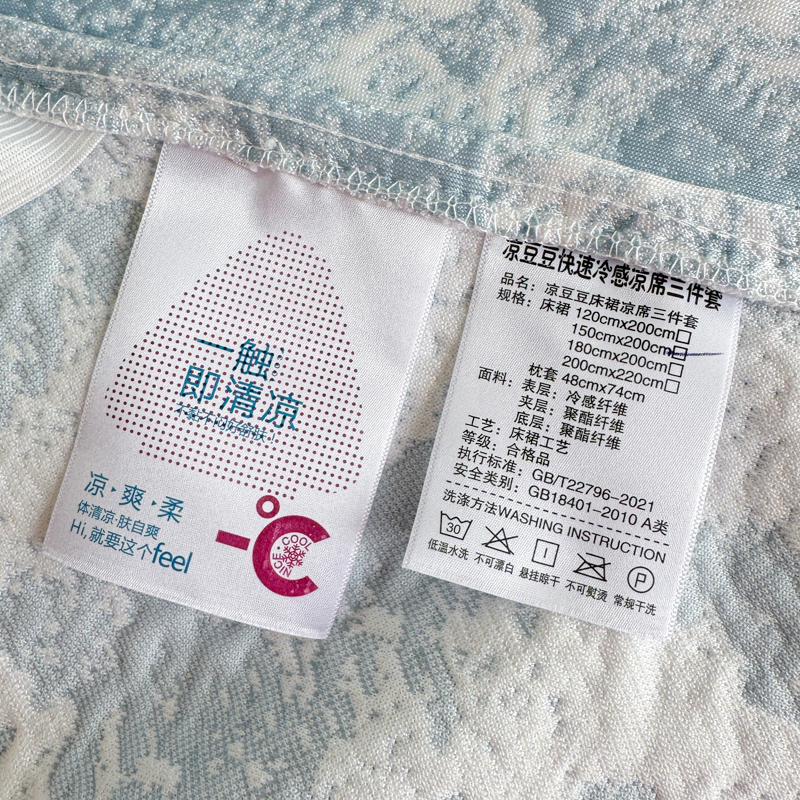 一触
即清凉
凉·爽·柔
体清凉·肤自爽
Hi,就要这个feel
-°C
COOL
NICE
凉豆豆快速冷感凉席三件套
品名：凉豆豆床裙凉席三件套
规格：床裙 120cmx200cm□
150cmx200cm□
180cmx200cm□
200cmx220cm□
枕套 48cmx74cm
面料：表层：冷感纤维
夹层：聚酯纤维
底层：聚酯纤维
工艺：床裙工艺
等级：合格品
执行标准：GB/T22796-2021
安全类别：GB18401-2010 A类
洗涤方法WASHING INSTRUCTION
30
P
低温水洗 不可漂白 悬挂晾干 不可熨烫 常规干洗